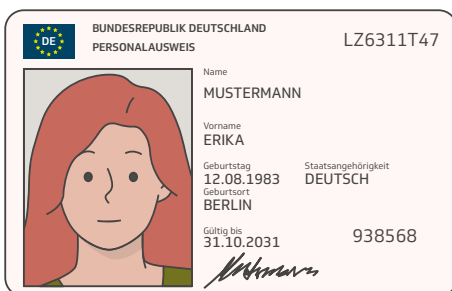 DE
BUNDESREPUBLIK DEUTSCHLAND
PERSONALAUSWEIS
LZ6311T47
Name
MUSTERMANN
Vorname
ERIKA
Geburtstag
12.08.1983
Staatsangehörigkeit
DEUTSCH
Geburtsort
BERLIN
Gültig bis
31.10.2031
938568